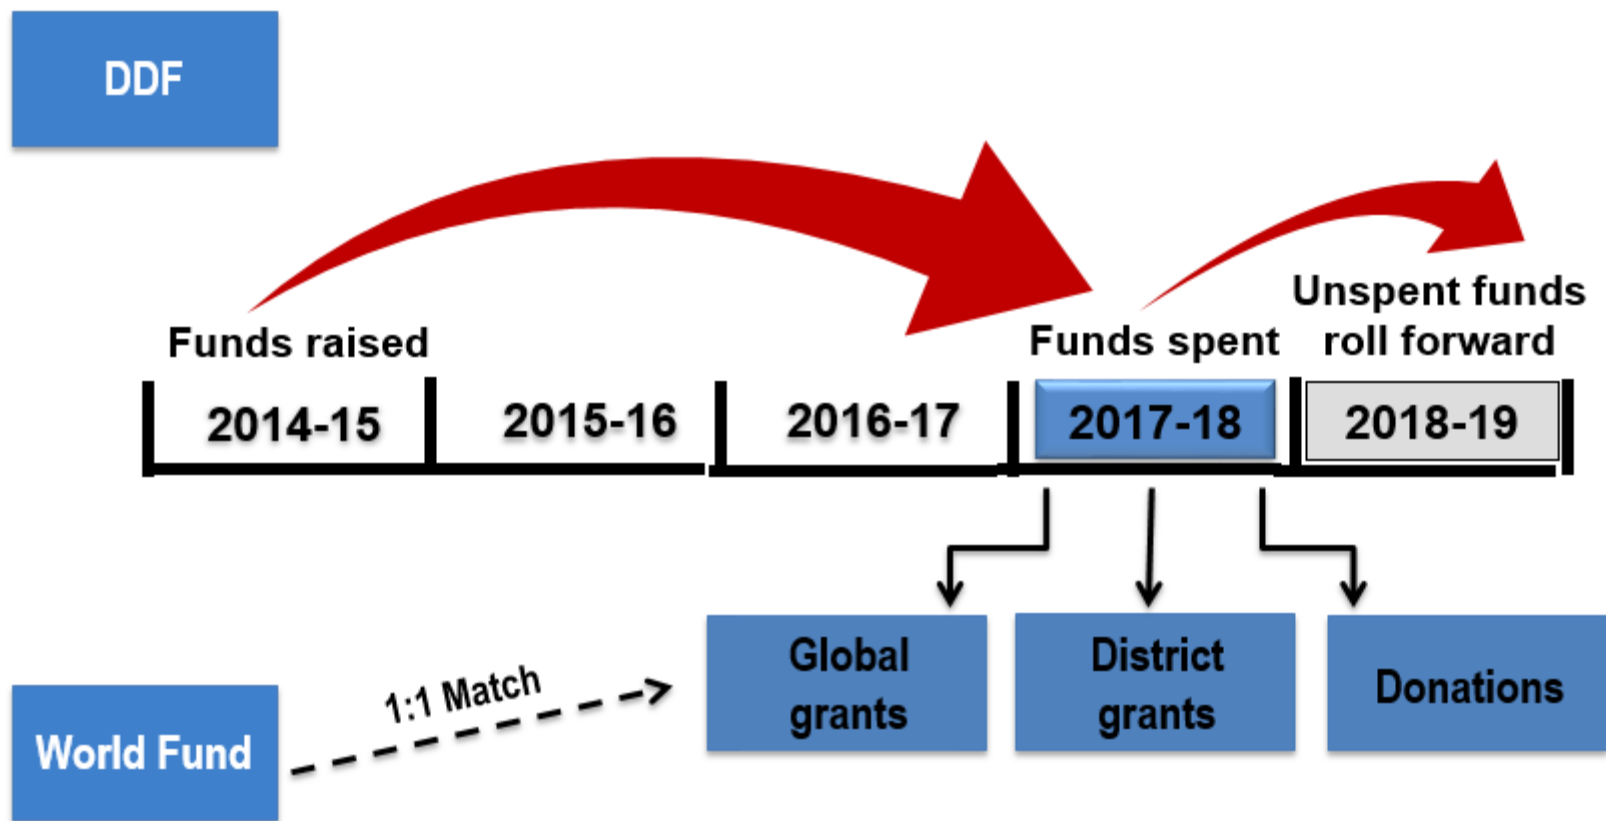 DDF
Funds raised
Funds spent
Unspent funds
roll forward
2014-15
2015-16
2016-17
2017-18
2018-19
1:1 Match
World Fund
Global
grants
District
grants
Donations